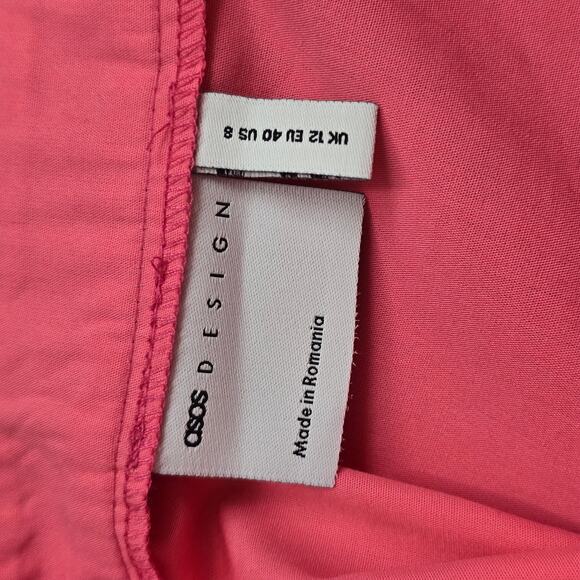 UK 12 EU 40 US 8
asos DESIGN
Made in Romania